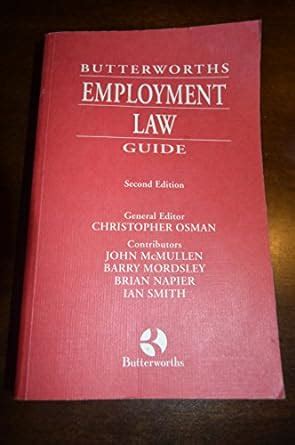 BUTTERWORTHS
EMPLOYMENT
LAW
GUIDE
Second Edition
General Editor
CHRISTOPHER OSMAN
Contributors
JOHN McMULLEN
BARRY MORDSLEY
BRIAN NAPIER
IAN SMITH
Butterworths